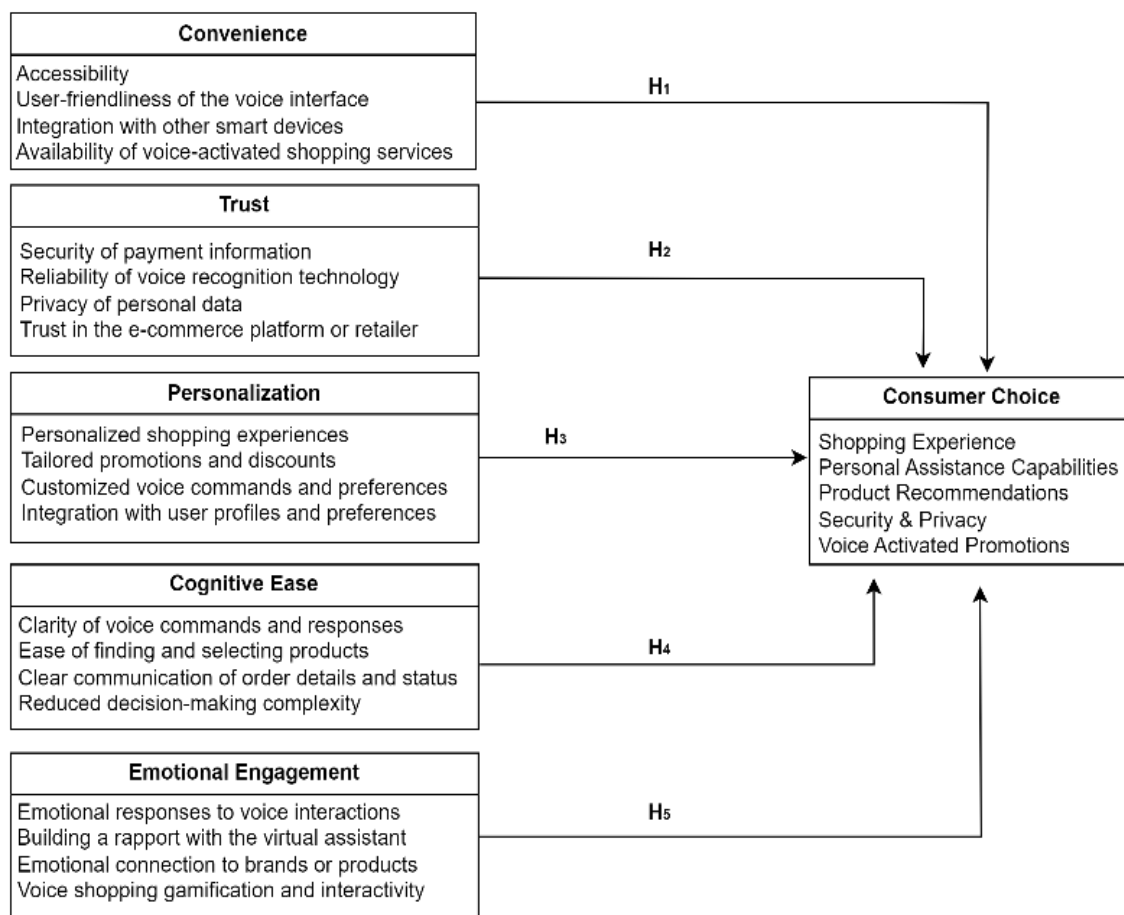 Convenience
Accessibility
User-friendliness of the voice interface
Integration with other smart devices
Availability of voice-activated shopping services
H1
Trust
Security of payment information
Reliability of voice recognition technology
Privacy of personal data
Trust in the e-commerce platform or retailer
H2
Personalization
Personalized shopping experiences
Tailored promotions and discounts
Customized voice commands and preferences
Integration with user profiles and preferences
H3
Consumer Choice
Shopping Experience
Personal Assistance Capabilities
Product Recommendations
Security & Privacy
Voice Activated Promotions
Cognitive Ease
Clarity of voice commands and responses
Ease of finding and selecting products
Clear communication of order details and status
Reduced decision-making complexity
H4
Emotional Engagement
Emotional responses to voice interactions
Building a rapport with the virtual assistant
Emotional connection to brands or products
Voice shopping gamification and interactivity
H5